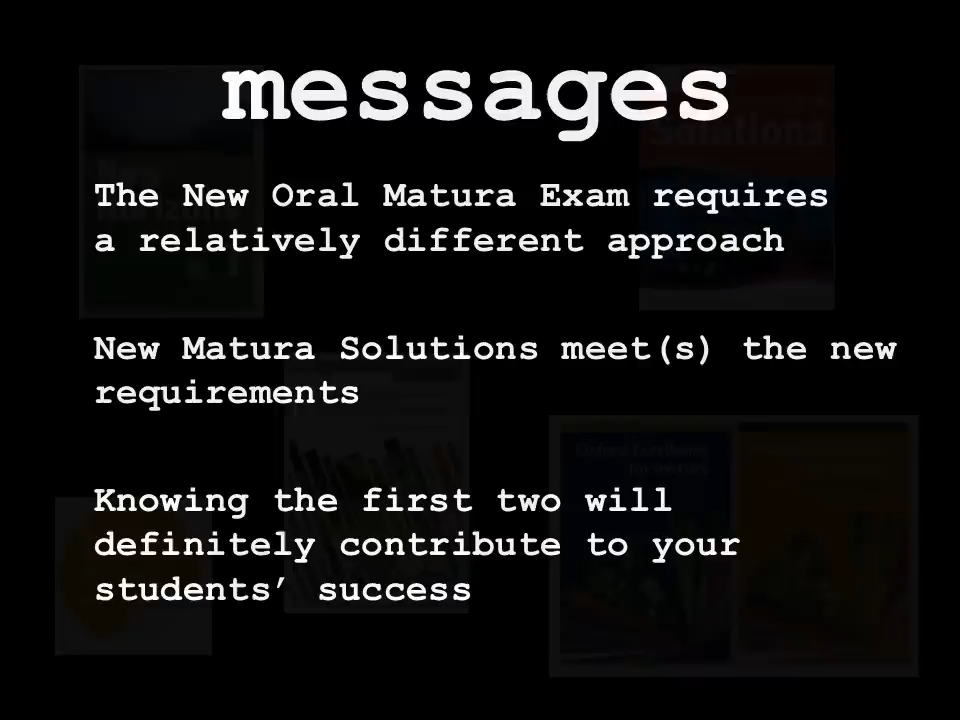 messages
Solutions
The New Oral Matura Exam requires
a relatively different approach
New Matura Solutions meet(s) the new
requirements
Knowing the first two will
definitely contribute to your
students’ success